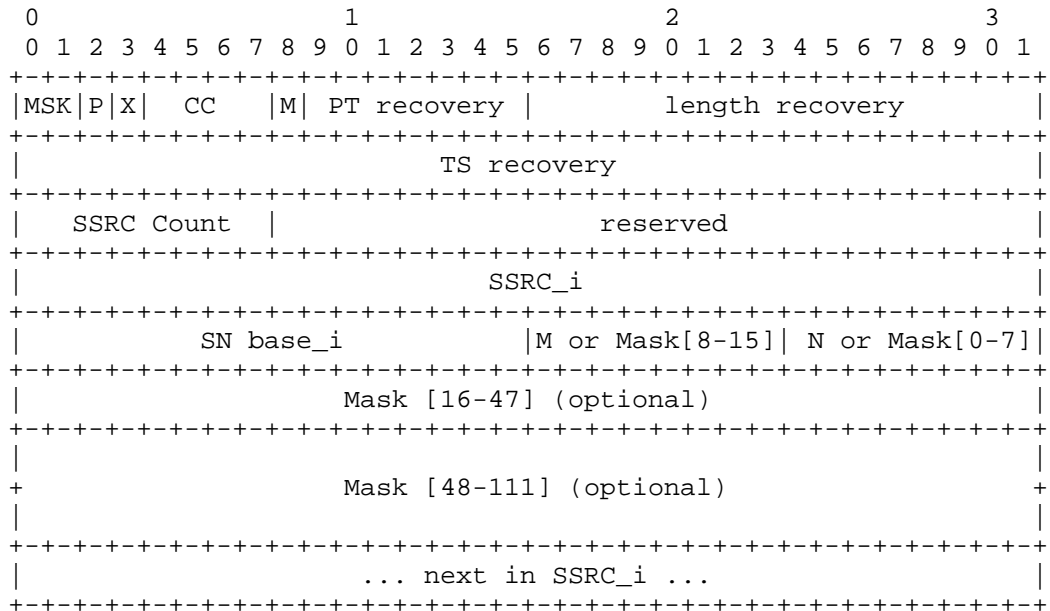 0                   1                   2                   3
 0 1 2 3 4 5 6 7 8 9 0 1 2 3 4 5 6 7 8 9 0 1 2 3 4 5 6 7 8 9 0 1
+-+-+-+-+-+-+-+-+-+-+-+-+-+-+-+-+-+-+-+-+-+-+-+-+-+-+-+-+-+-+-+-+
|MSK|P|X|  CC   |M| PT recovery |        length recovery        |
+-+-+-+-+-+-+-+-+-+-+-+-+-+-+-+-+-+-+-+-+-+-+-+-+-+-+-+-+-+-+-+-+
|                          TS recovery                          |
+-+-+-+-+-+-+-+-+-+-+-+-+-+-+-+-+-+-+-+-+-+-+-+-+-+-+-+-+-+-+-+-+
|   SSRC Count  |                    reserved                   |
+-+-+-+-+-+-+-+-+-+-+-+-+-+-+-+-+-+-+-+-+-+-+-+-+-+-+-+-+-+-+-+-+
|                             SSRC_i                            |
+-+-+-+-+-+-+-+-+-+-+-+-+-+-+-+-+-+-+-+-+-+-+-+-+-+-+-+-+-+-+-+-+
|           SN base_i           |M or Mask[8-15]| N or Mask[0-7]|
+-+-+-+-+-+-+-+-+-+-+-+-+-+-+-+-+-+-+-+-+-+-+-+-+-+-+-+-+-+-+-+-+
|                    Mask [16-47] (optional)                    |
+-+-+-+-+-+-+-+-+-+-+-+-+-+-+-+-+-+-+-+-+-+-+-+-+-+-+-+-+-+-+-+-+
|                                                               |
+                    Mask [48-111] (optional)                   +
|                                                               |
+-+-+-+-+-+-+-+-+-+-+-+-+-+-+-+-+-+-+-+-+-+-+-+-+-+-+-+-+-+-+-+-+
|                     ... next in SSRC_i ...                    |
+-+-+-+-+-+-+-+-+-+-+-+-+-+-+-+-+-+-+-+-+-+-+-+-+-+-+-+-+-+-+-+-+